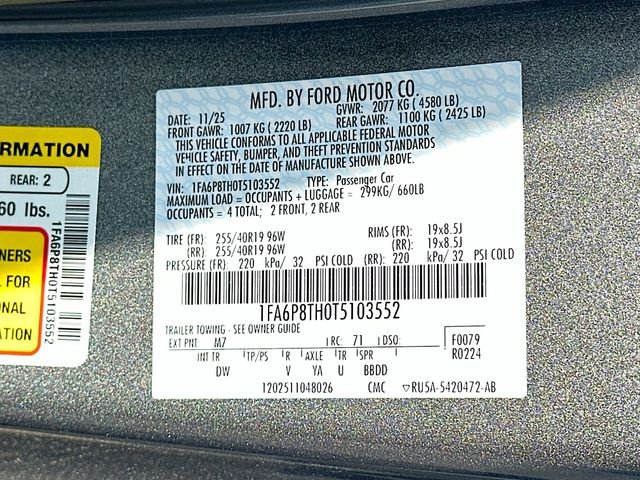 MFD. BY FORD MOTOR CO.
DATE: 11/25 GVWR: 2077 KG ( 4580 LB)
FRONT GAWR: 1007 KG ( 2220 LB) REAR GAWR: 1100 KG ( 2425 LB)
THIS VEHICLE CONFORMS TO ALL APPLICABLE FEDERAL MOTOR
VEHICLE SAFETY, BUMPER, AND THEFT PREVENTION STANDARDS
IN EFFECT ON THE DATE OF MANUFACTURE SHOWN ABOVE.
VIN: 1FA6P8TH0T5103552 TYPE: Passenger Car
MAXIMUM LOAD = OCCUPANTS + LUGGAGE = 299KG/ 660LB
OCCUPANTS = 4 TOTAL; 2 FRONT, 2 REAR
TIRE (FR): 255/40R19 96W RIMS (FR): 19x8.5J
(RR): 255/40R19 96W (RR): 19x8.5J
PRESSURE (FR): 220 kPa/ 32 PSI COLD (RR): 220 kPa/ 32 PSI COLD
1FA6P8TH0T5103552
TRAILER TOWING - SEE OWNER GUIDE
EXT PNT: M7 RC: 71 DSO: F0079
INT TR TP/PS R AXLE TR SPR R0224
DW V YA U BBDD
1202511048026 CMC RU5A-5420472-AB
ORMATION
REAR: 2
60 lbs.
NERS
L FOR
ONAL
TION
1FA6P8TH0T5103552